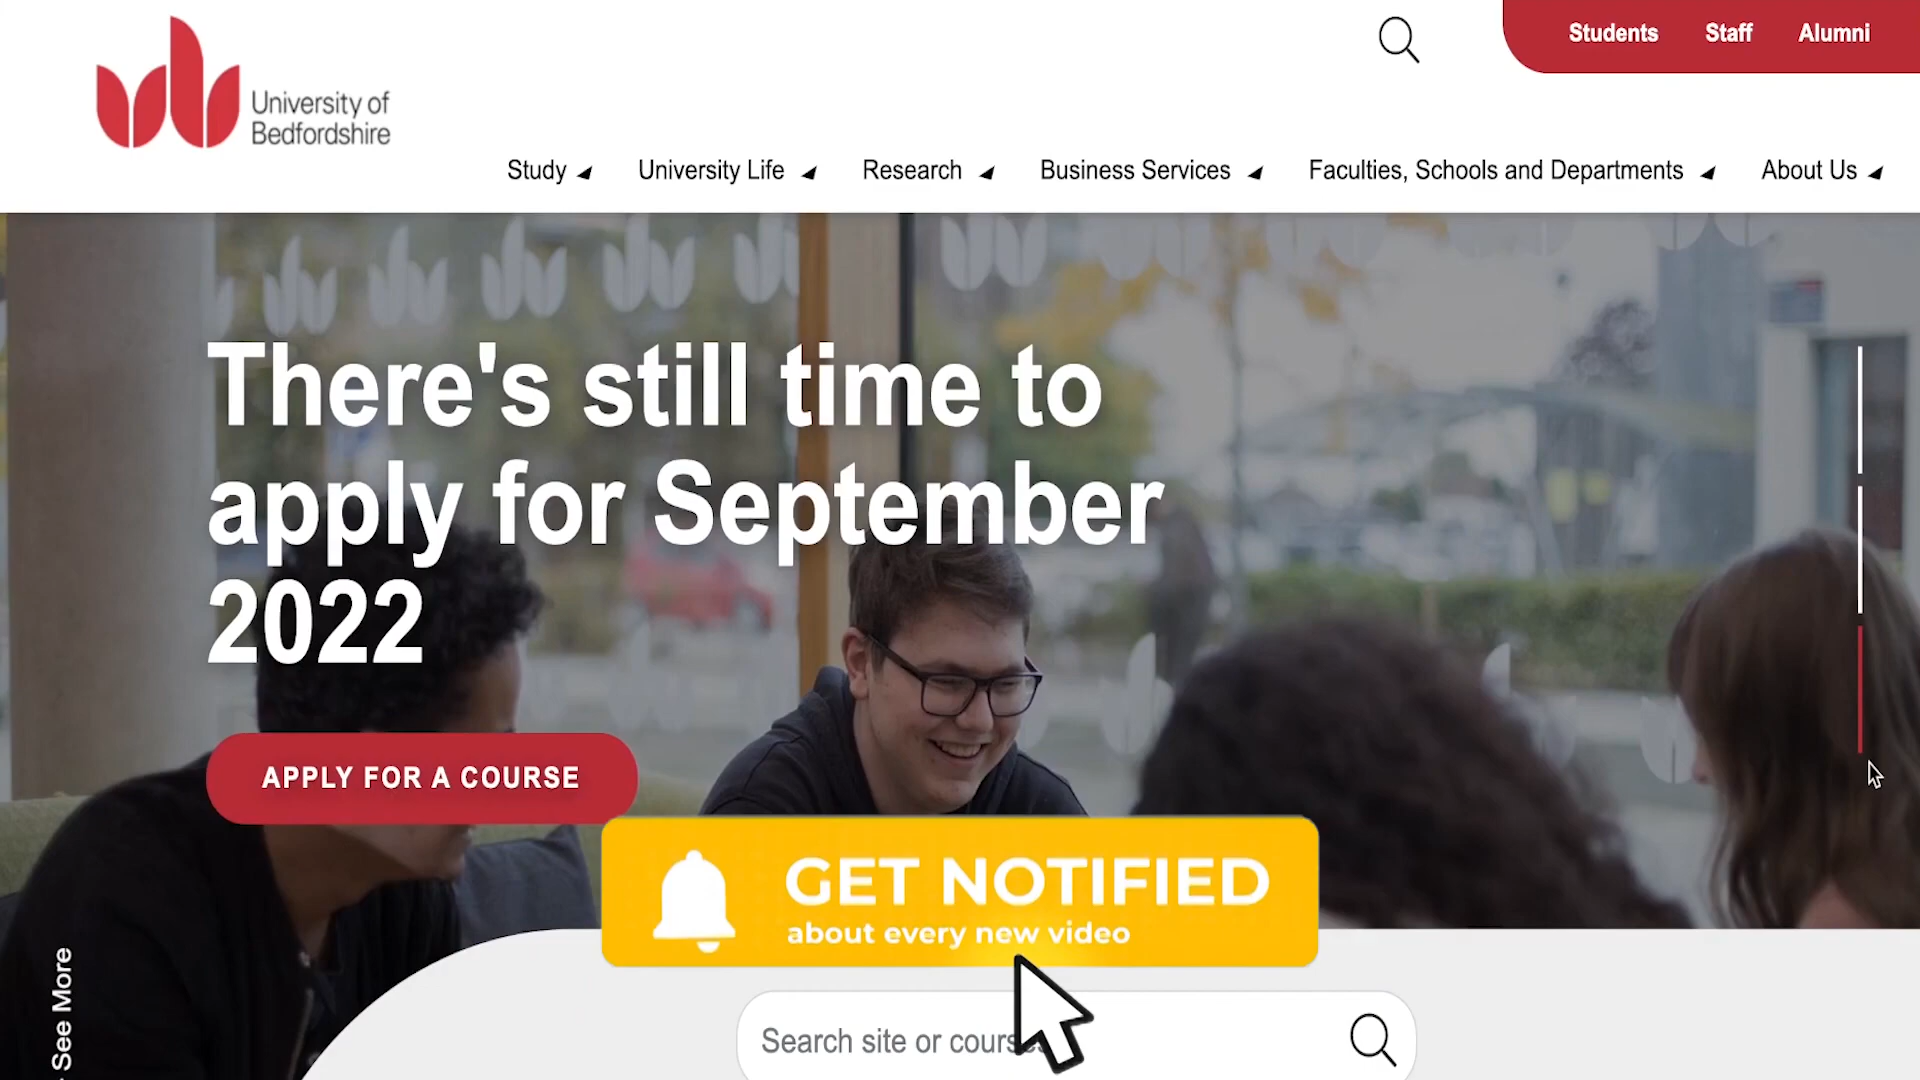 Students Staff Alumni
University of
Bedfordshire
Study University Life Research Business Services Faculties, Schools and Departments About Us
There's still time to
apply for September
2022
APPLY FOR A COURSE
GET NOTIFIED
about every new video
See More
Search site or courses